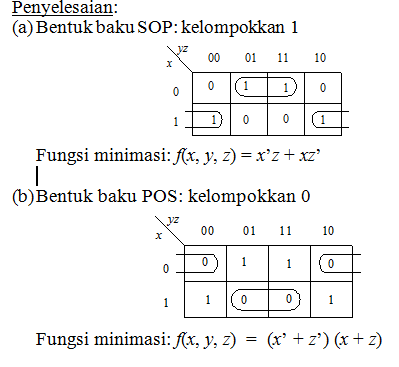 Penyelesaian:
(a) Bentuk baku SOP: kelompokkan 1
yz
x 00 01 11 10
0 0 1 1 0
1 1 0 0 1
Fungsi minimasi: f(x, y, z) = x’z + xz’
(b) Bentuk baku POS: kelompokkan 0
yz
x 00 01 11 10
0 0 1 1 0
1 1 0 0 1
Fungsi minimasi: f(x, y, z) = (x’ + z’) (x + z)